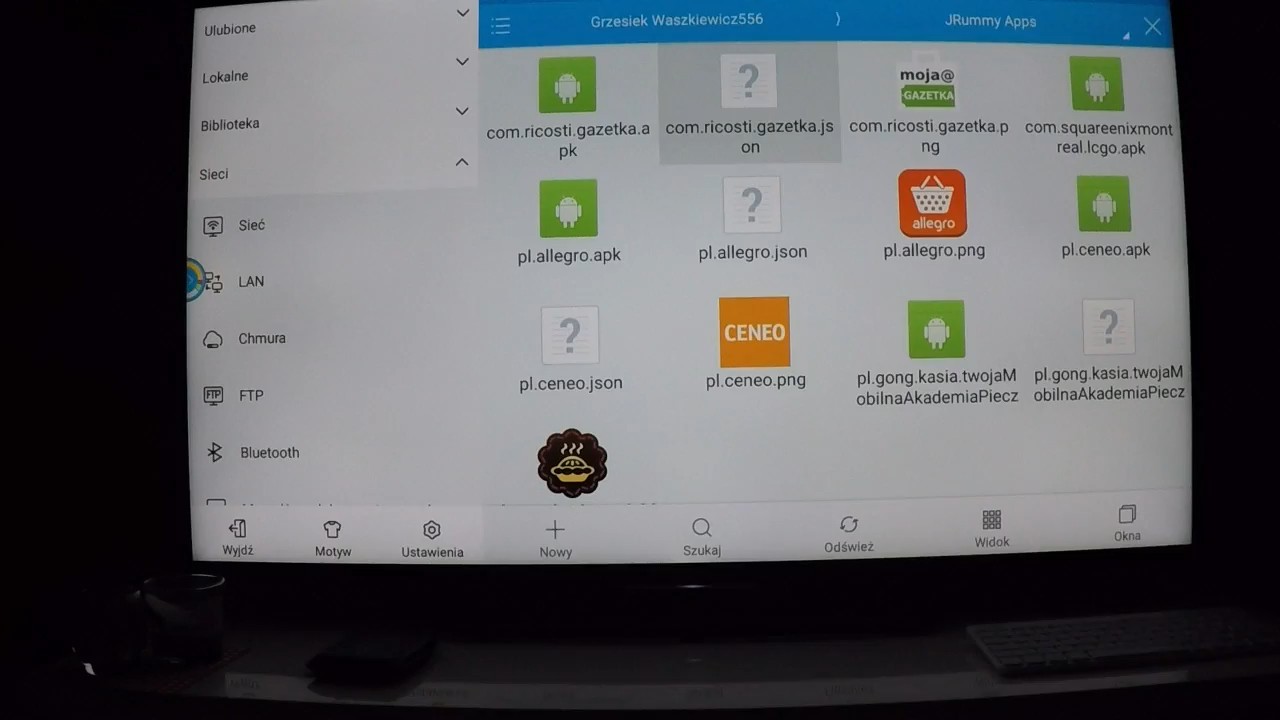 Ulubione
Lokalne
Biblioteka
Sieci
Sieć
LAN
Chmura
FTP
FTP
Bluetooth
Wyjdź
Motyw
Ustawienia
Grzesiek Waszkiewicz556
JRummy Apps
com.ricosti.gazetka.a
pk
?
com.ricosti.gazetka.js
on
moja@
GAZETKA
com.ricosti.gazetka.p
ng
com.squareenixmont
real.lcgo.apk
pl.allegro.apk
?
pl.allegro.json
allegro
pl.allegro.png
pl.ceneo.apk
?
pl.ceneo.json
CENEO
pl.ceneo.png
pl.gong.kasia.twojaM
obilnaAkademiaPiecz
?
pl.gong.kasia.twojaM
obilnaAkademiaPiecz
Nowy
Szukaj
Odśwież
Widok
Okna